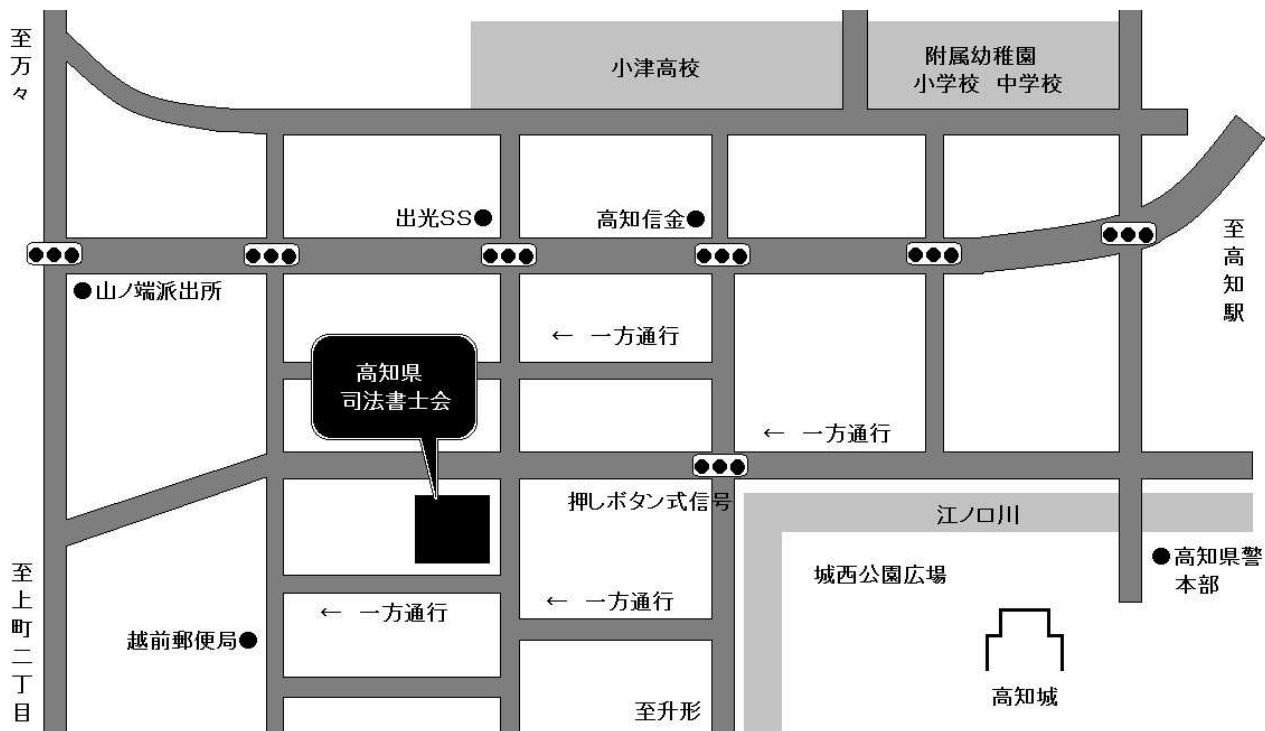 至万々
小津高校
附属幼稚園
小学校 中学校
出光SS
高知信金
至高知駅
山ノ端派出所
← 一方通行
高知県
司法書士会
← 一方通行
押しボタン式信号
江ノ口川
高知県警
本部
城西公園広場
至上町二丁目
← 一方通行
← 一方通行
越前郵便局
高知城
至升形